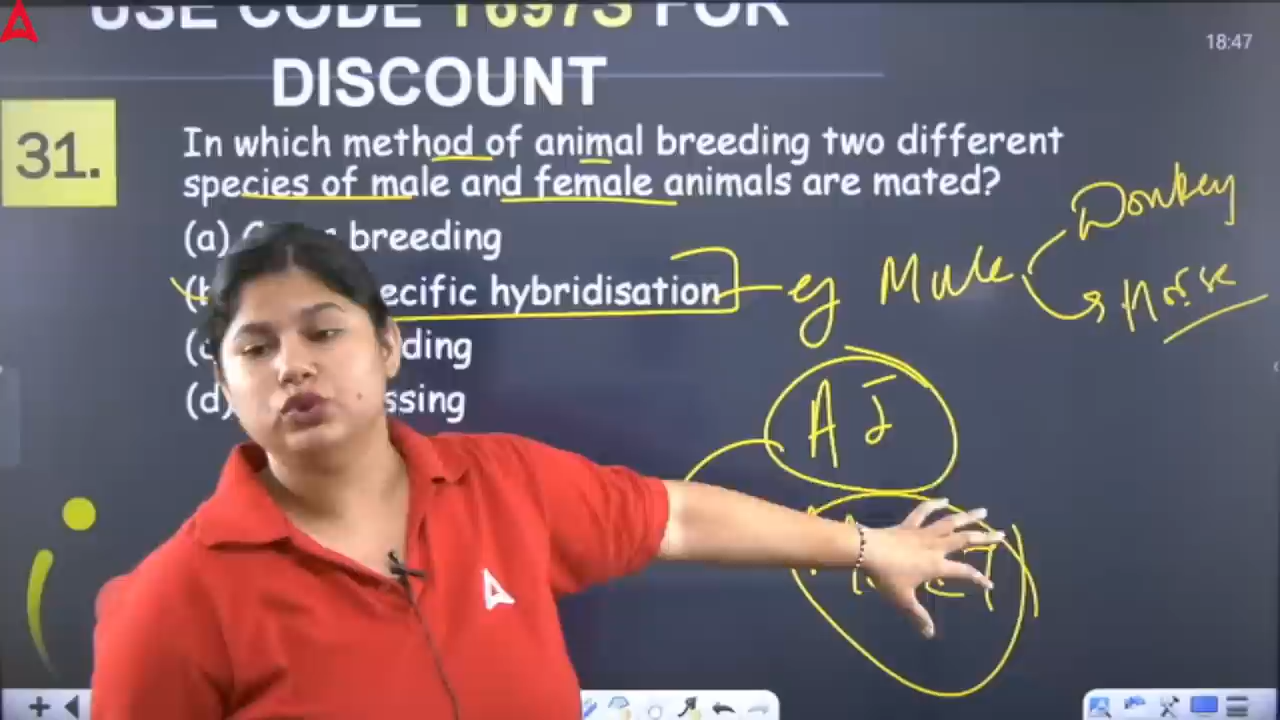 USE CODE T697S FOR
DISCOUNT
18:47
31.
In which method of animal breeding two different
species of male and female animals are mated?
(a) breeding
ecific hybridisation
eg Mule
Donkey
Horse
ding
(d) ssing
A I